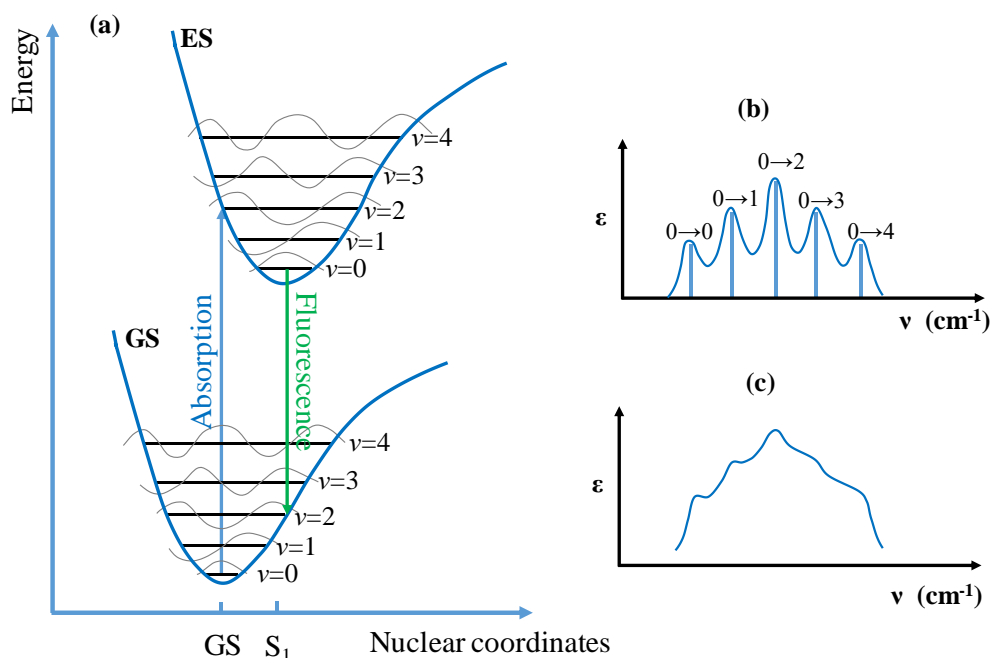 (a)
Energy
ES
v=4
v=3
v=2
v=1
v=0
Absorption
Fluorescence
GS
v=4
v=3
v=2
v=1
v=0
GS
S₁
Nuclear coordinates
(b)
ε
0→0
0→1
0→2
0→3
0→4
ν (cm⁻¹)
(c)
ε
ν (cm⁻¹)